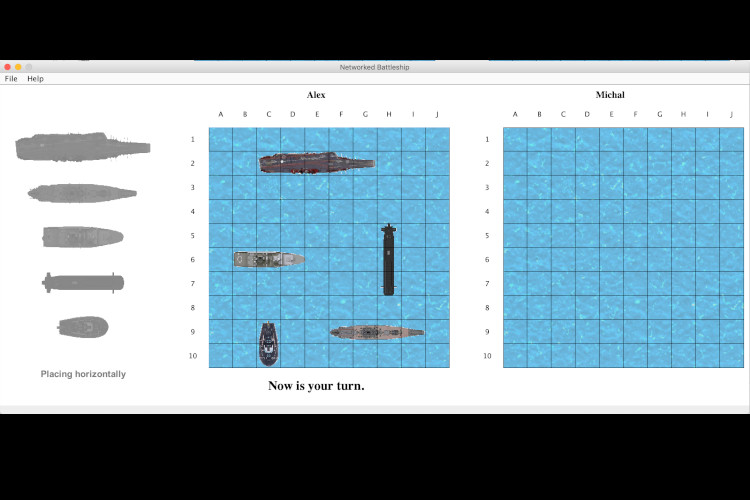 Networked Battleship
File Help
Alex
Michal
A B C D E F G H I J
A B C D E F G H I J
1
2
3
4
5
6
7
8
9
10
1
2
3
4
5
6
7
8
9
10
Placing horizontally
Now is your turn.